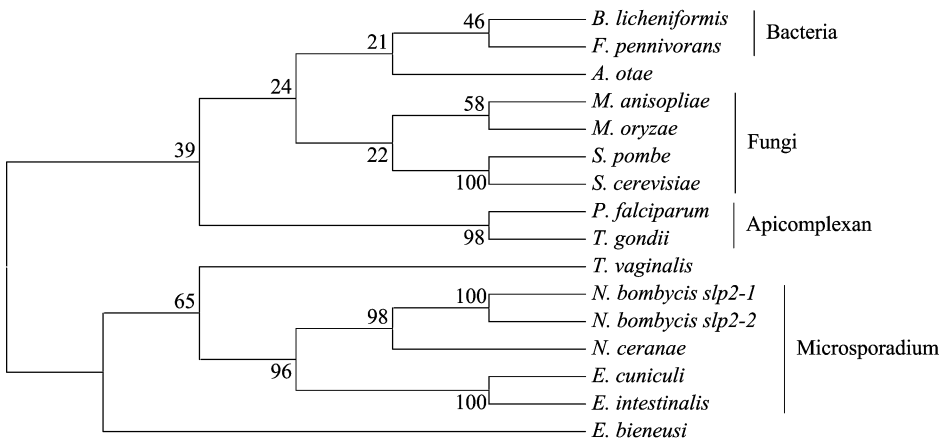 46
B. licheniformis
F. pennivorans
Bacteria
21
A. otae
24
58
M. anisopliae
M. oryzae
Fungi
39
22
S. pombe
100
S. cerevisiae
P. falciparum
98
T. gondii
Apicomplexan
T. vaginalis
65
100
N. bombycis slp2-1
98
N. bombycis slp2-2
N. ceranae
Microsporadium
96
E. cuniculi
100
E. intestinalis
E. bieneusi